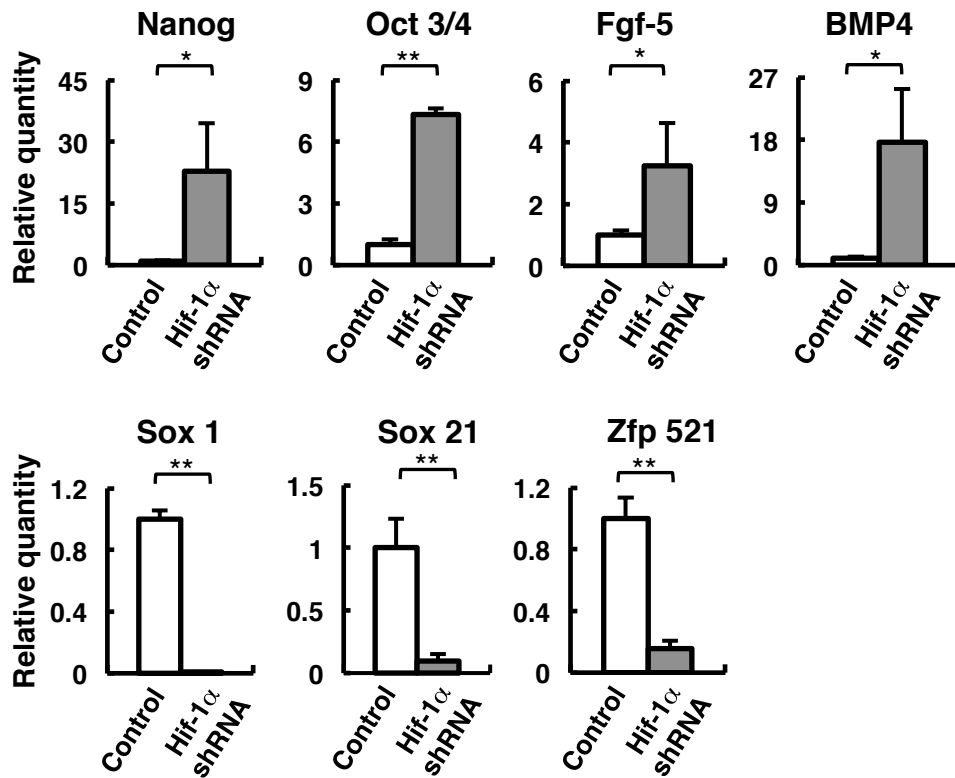 Nanog
Oct 3/4
Fgf-5
BMP4
*
**
*
*
Relative quantity
45
30
15
0
9
6
3
0
6
4
2
0
27
18
9
0
Control
Hif-1α
shRNA
Control
Hif-1α
shRNA
Control
Hif-1α
shRNA
Control
Hif-1α
shRNA
Sox 1
Sox 21
Zfp 521
**
**
**
Relative quantity
1.2
0.8
0.4
0
1.5
1
0.5
0
1.2
0.8
0.4
0
Control
Hif-1α
shRNA
Control
Hif-1α
shRNA
Control
Hif-1α
shRNA